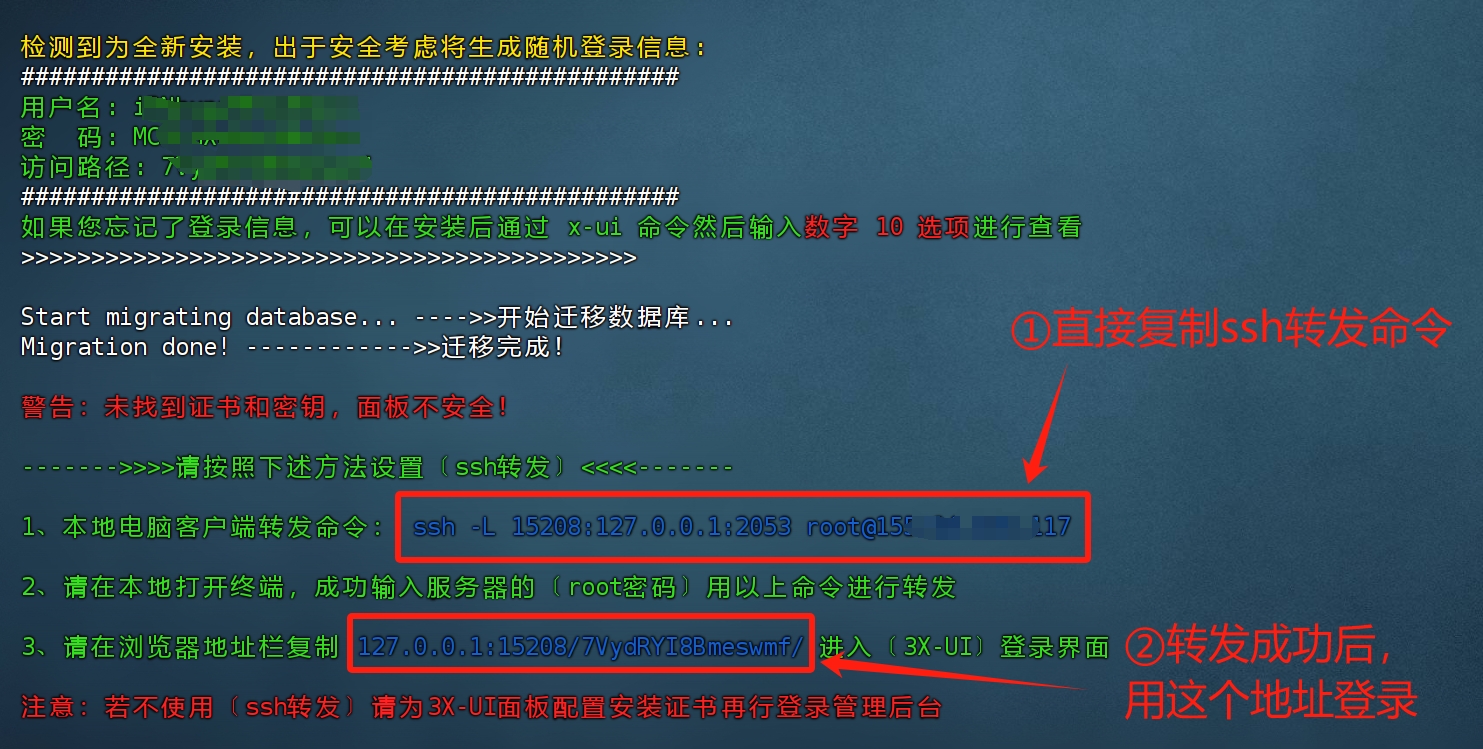 检测到为全新安装，出于安全考虑将生成随机登录信息：
###############################################
用户名：i
密　码：MC
访问路径：7
###############################################
如果您忘记了登录信息，可以在安装后通过 x-ui 命令然后输入数字 10 选项进行查看
>>>>>>>>>>>>>>>>>>>>>>>>>>>>>>>>>>>>>>>>>>>>
Start migrating database... ---->>开始迁移数据库...
Migration done! ------------>>迁移完成！
①直接复制ssh转发命令
警告：未找到证书和密钥，面板不安全！
------->>>>请按照下述方法设置〔ssh转发〕<<<<-------
1、本地电脑客户端转发命令： ssh -L 15208:127.0.0.1:2053 root@15 117
2、请在本地打开终端，成功输入服务器的〔root密码〕用以上命令进行转发
3、请在浏览器地址栏复制 127.0.0.1:15208/7VydRYI8Bmeswmf/ 进入〔3X-UI〕登录界面
②转发成功后，
用这个地址登录
注意：若不使用〔ssh转发〕请为3X-UI面板配置安装证书再行登录管理后台